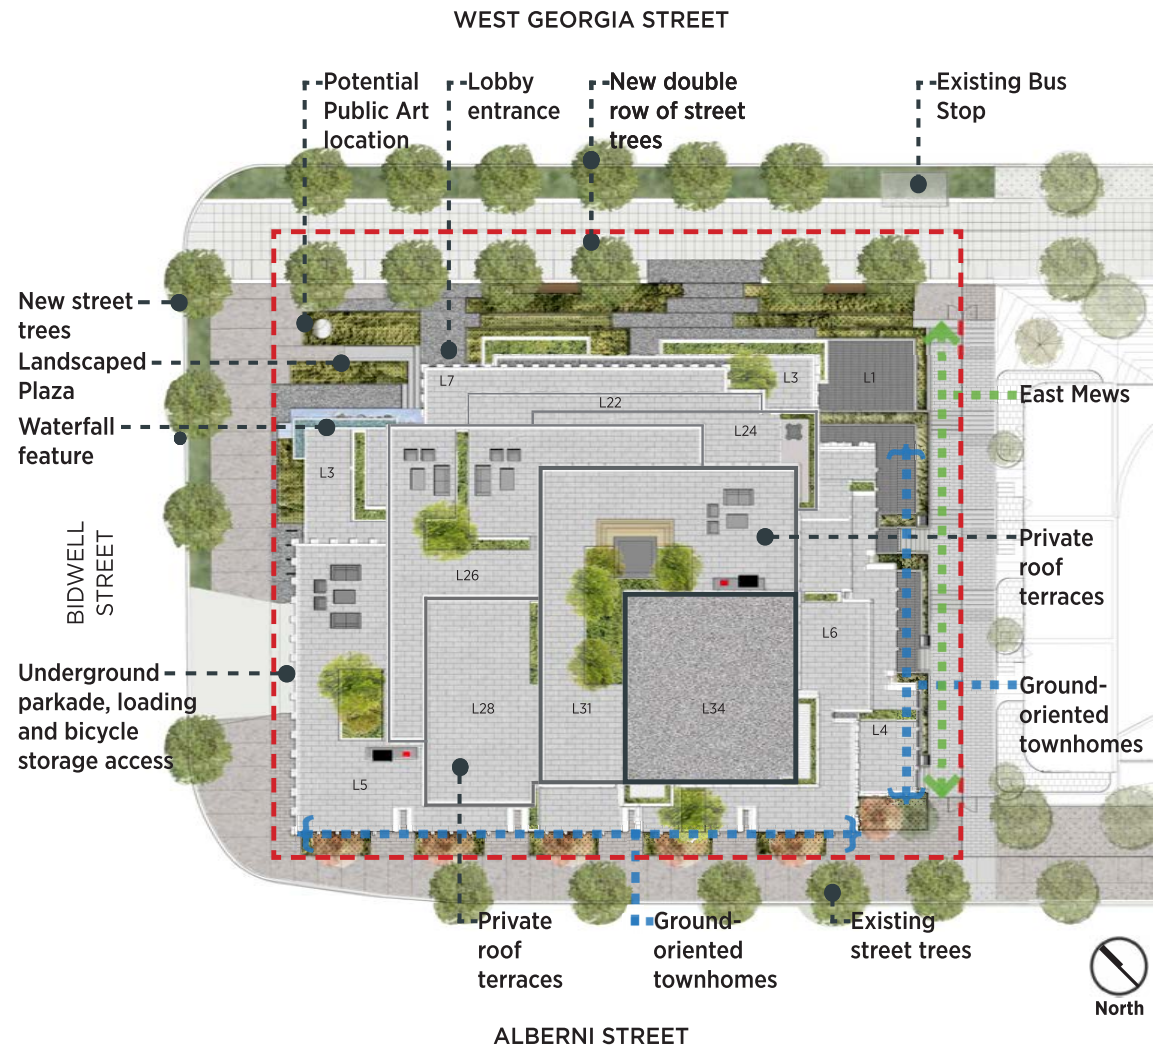 WEST GEORGIA STREET
Potential
Public Art
location
Lobby
entrance
New double
row of street
trees
Existing Bus
Stop
New street
trees
Landscaped
Plaza
Waterfall
feature
BIDWELL
STREET
Underground
parkade, loading
and bicycle
storage access
L7
L3
L1
L22
L24
L3
L26
L6
L28
L31
L34
L4
L5
East Mews
Private
roof
terraces
Ground-
oriented
townhomes
Private
roof
terraces
Ground-
oriented
townhomes
Existing
street trees
North
ALBERNI STREET